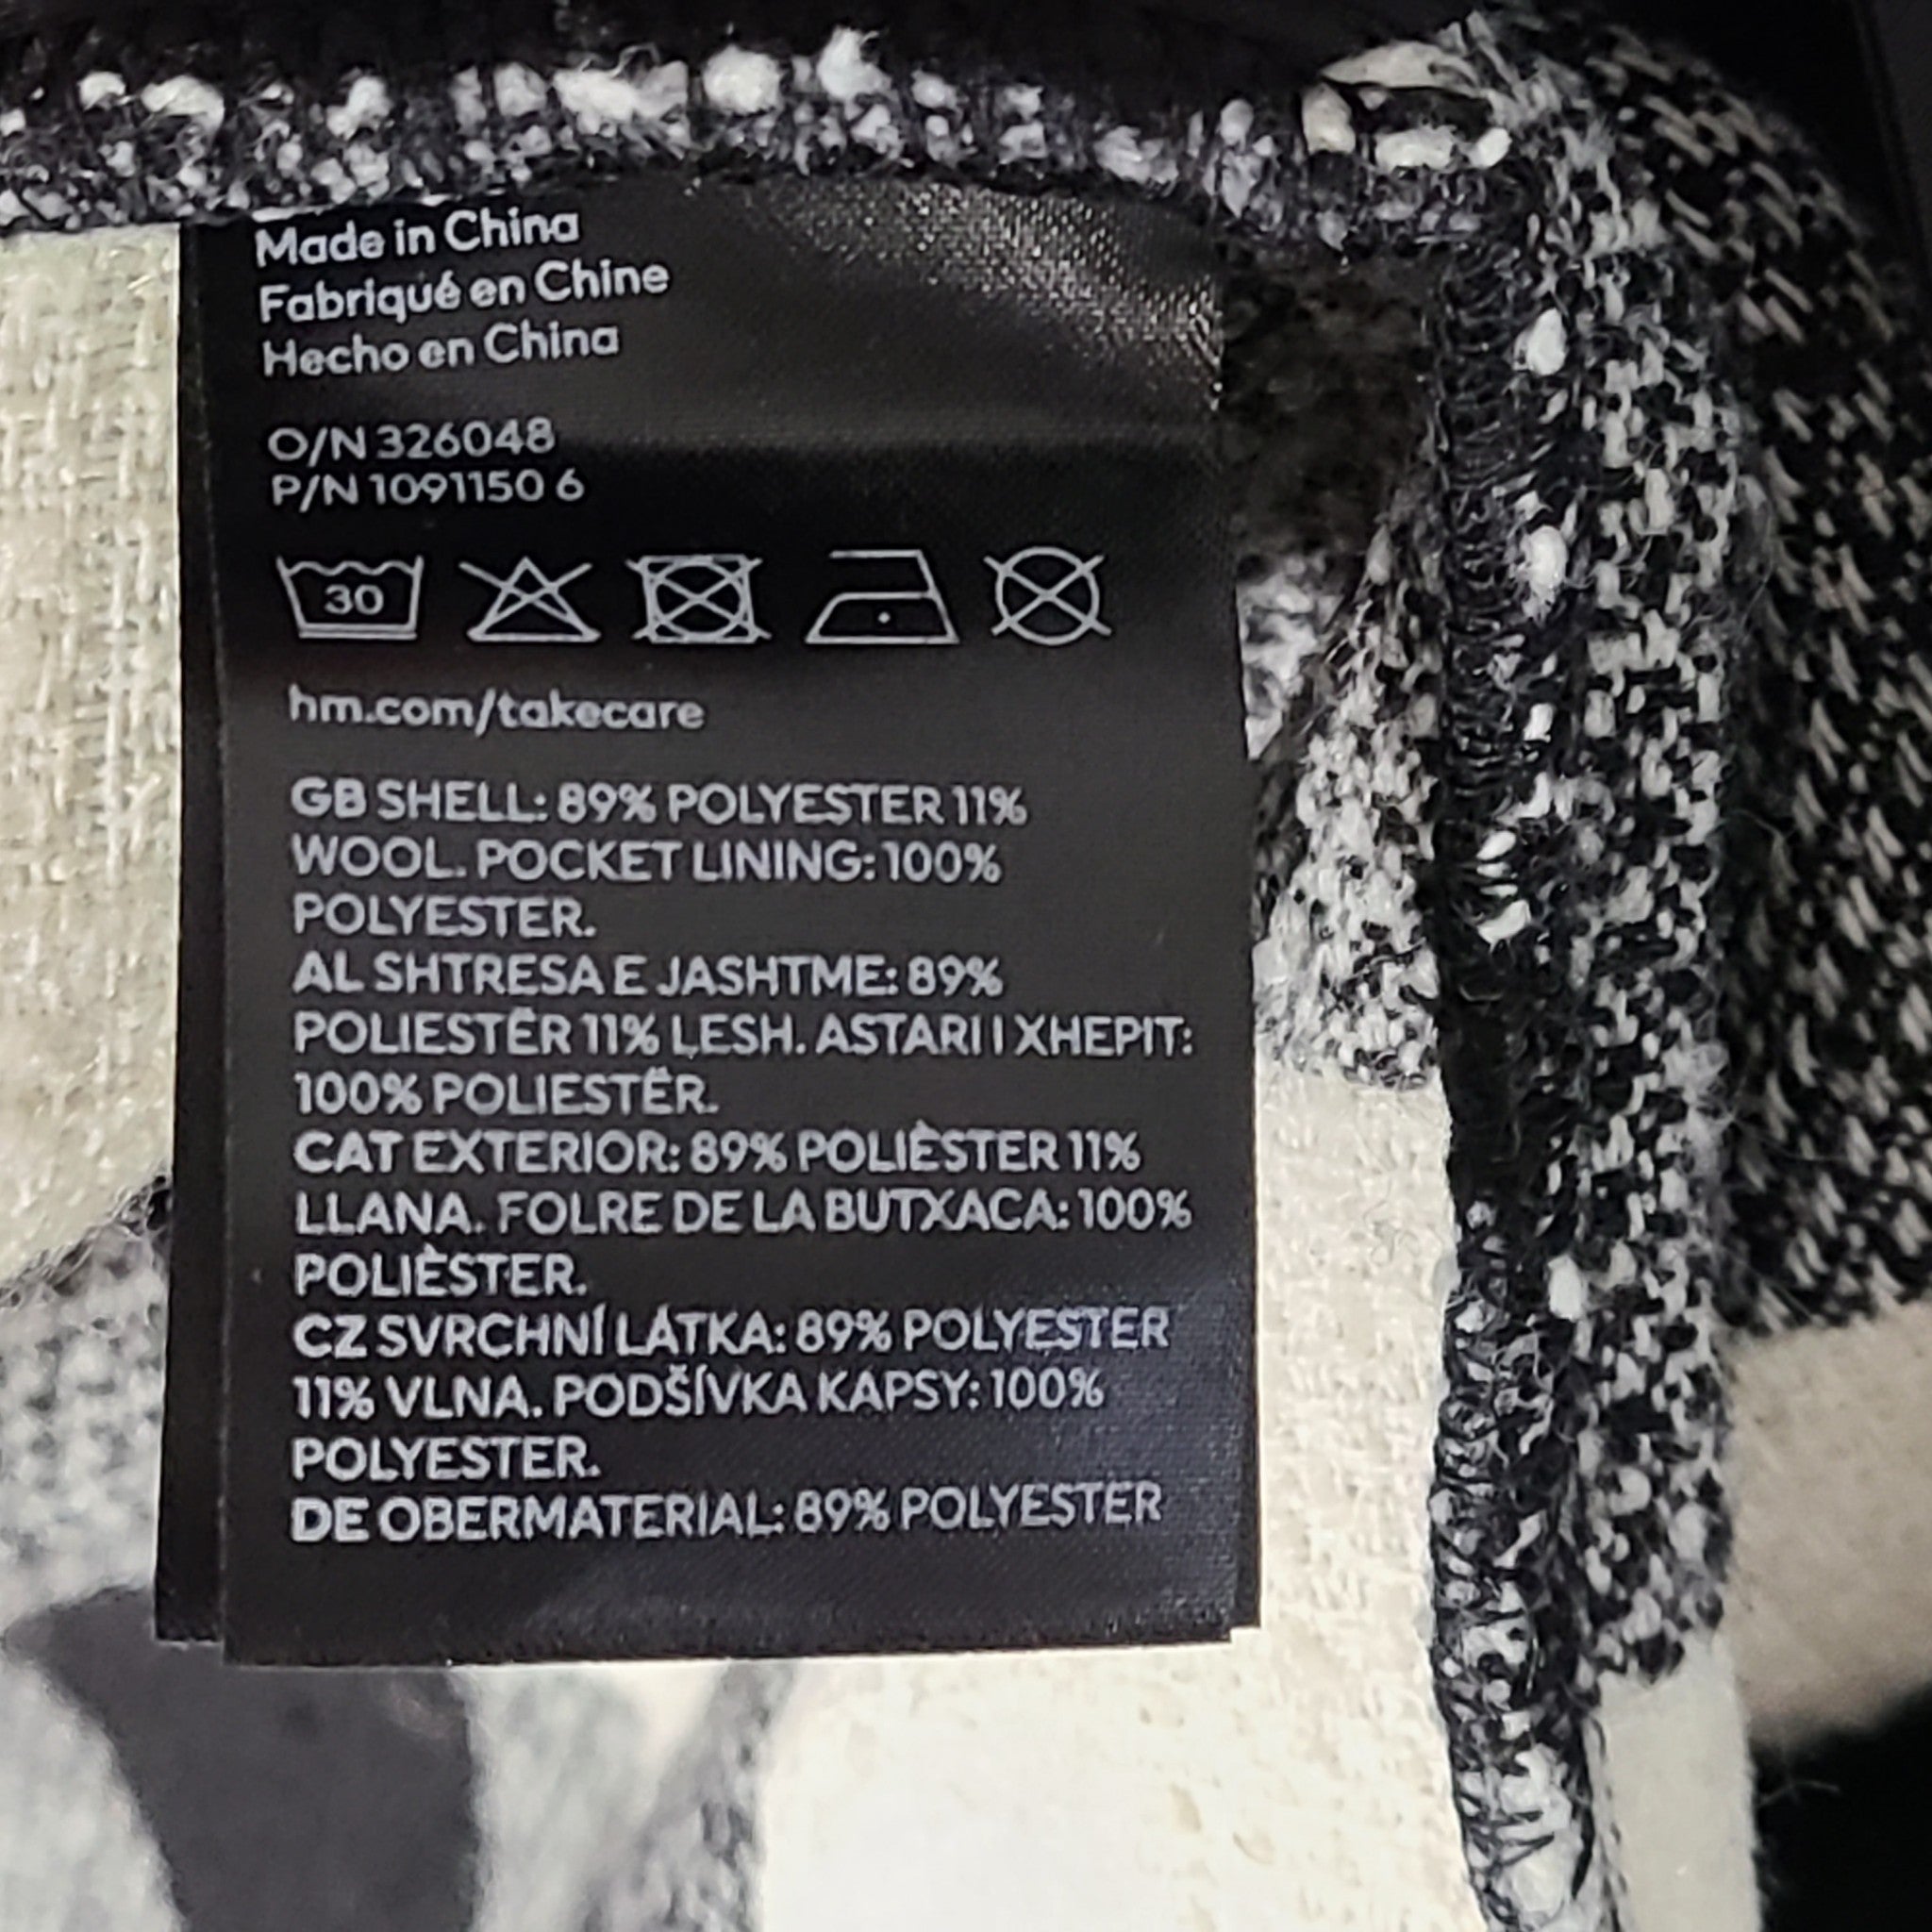 Made in China
Fabriqué en Chine
Hecho en China
O/N 326048
P/N 1091150 6
30
hm.com/takecare
GB SHELL: 89% POLYESTER 11%
WOOL. POCKET LINING: 100%
POLYESTER.
AL SHTRESA E JASHTME: 89%
POLIESTËR 11% LESH. ASTARI I XHEPIT:
100% POLIESTËR.
CAT EXTERIOR: 89% POLIÈSTER 11%
LLANA. FOLRE DE LA BUTXACA: 100%
POLIÈSTER.
CZ SVRCHNÍ LÁTKA: 89% POLYESTER
11% VLNA. PODŠÍVKA KAPSY: 100%
POLYESTER.
DE OBERMATERIAL: 89% POLYESTER